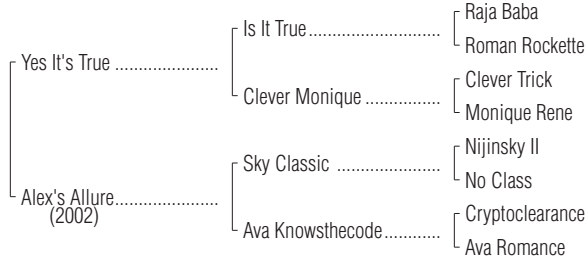 Raja Baba
Is It True
Roman Rockette
Yes It's True
Clever Trick
Clever Monique
Monique Rene
Nijinsky II
Sky Classic
No Class
Alex's Allure
(2002)
Cryptoclearance
Ava Knowsthecode
Ava Romance